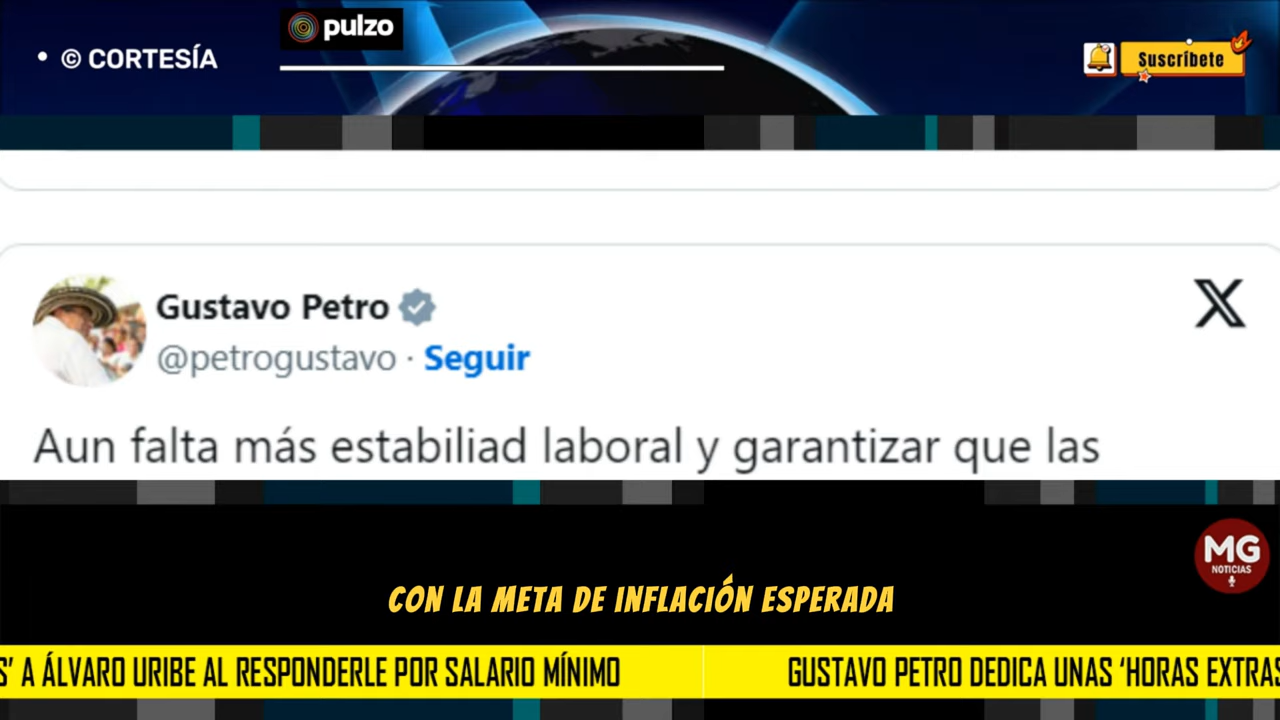 © CORTESÍA
pulzo
Suscríbete
Gustavo Petro
@petrogustavo · Seguir
Aun falta más estabiliad laboral y garantizar que las
MG
NOTICIAS
CON LA META DE INFLACIÓN ESPERADA
S’ A ÁLVARO URIBE AL RESPONDERLE POR SALARIO MÍNIMO
GUSTAVO PETRO DEDICA UNAS ‘HORAS EXTRAS